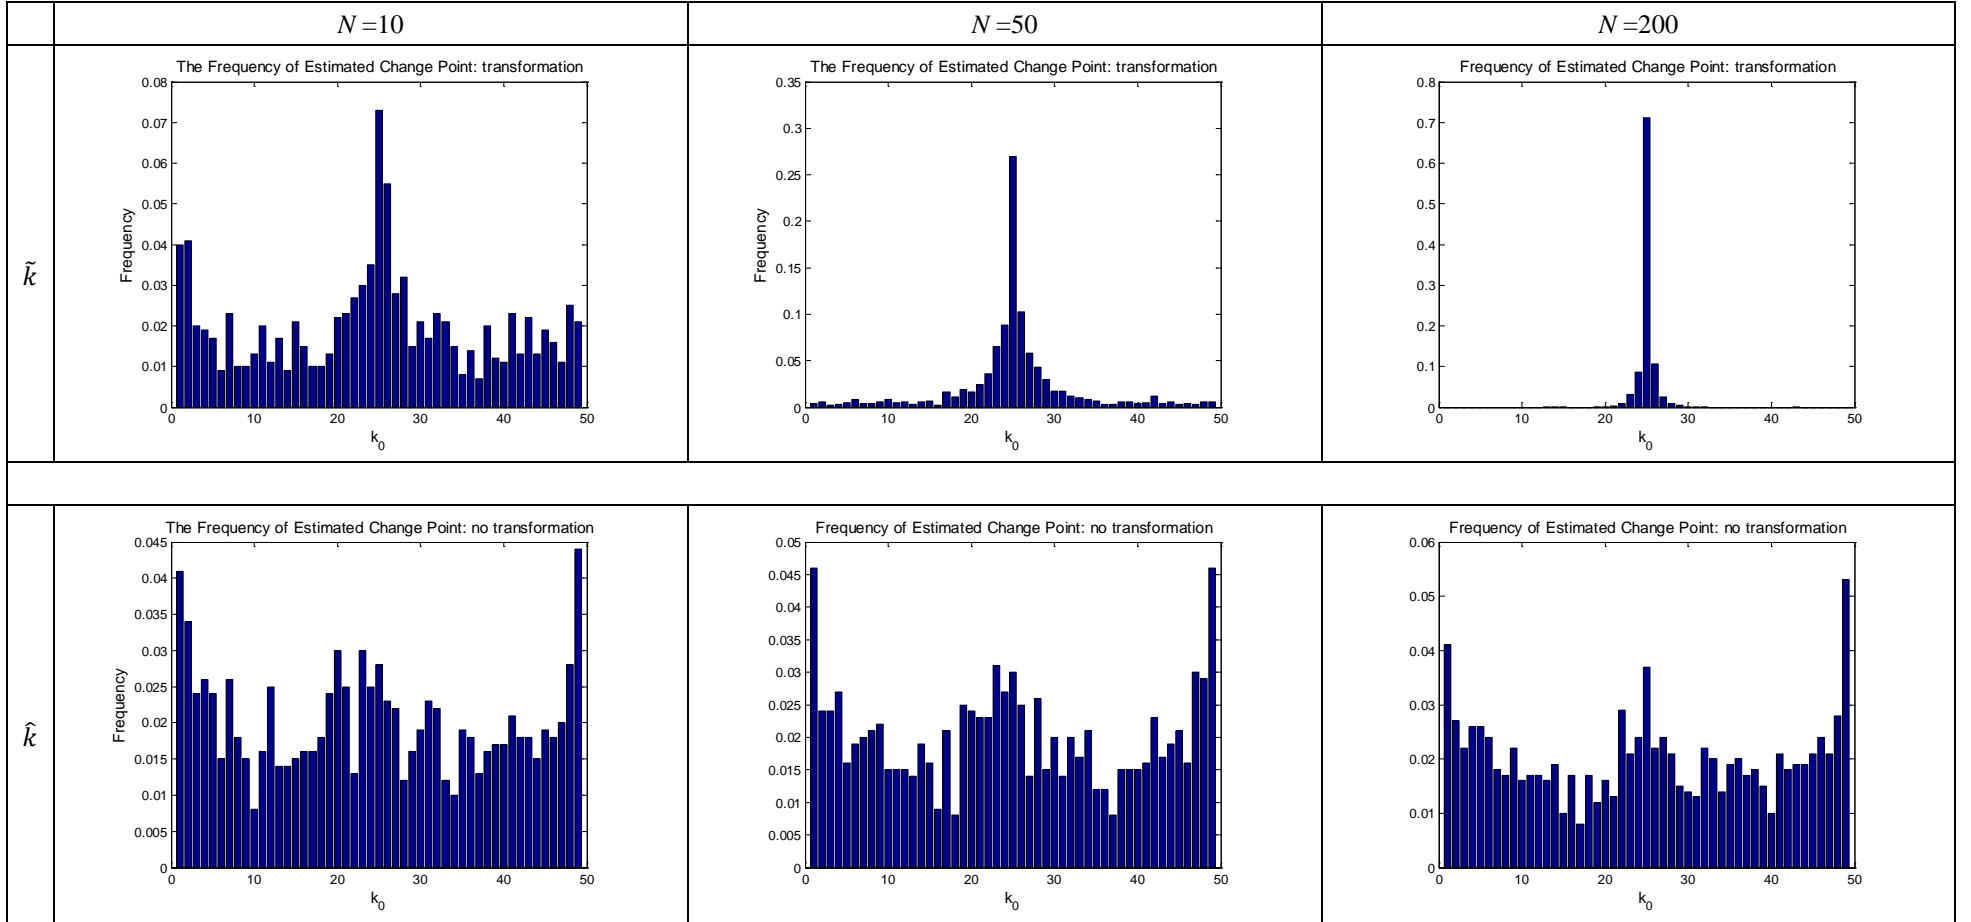 N =10
N =50
N =200
k̃
The Frequency of Estimated Change Point: transformation
Frequency
0.08
0.07
0.06
0.05
0.04
0.03
0.02
0.01
0
0 10 20 30 40 50
k0
The Frequency of Estimated Change Point: transformation
Frequency
0.35
0.3
0.25
0.2
0.15
0.1
0.05
0
0 10 20 30 40 50
k0
Frequency of Estimated Change Point: transformation
0.8
0.7
0.6
0.5
0.4
0.3
0.2
0.1
0
0 10 20 30 40 50
k0
k̂
The Frequency of Estimated Change Point: no transformation
Frequency
0.045
0.04
0.035
0.03
0.025
0.02
0.015
0.01
0.005
0
0 10 20 30 40 50
k0
Frequency of Estimated Change Point: no transformation
0.05
0.045
0.04
0.035
0.03
0.025
0.02
0.015
0.01
0.005
0
0 10 20 30 40 50
k0
Frequency of Estimated Change Point: no transformation
0.06
0.05
0.04
0.03
0.02
0.01
0
0 10 20 30 40 50
k0